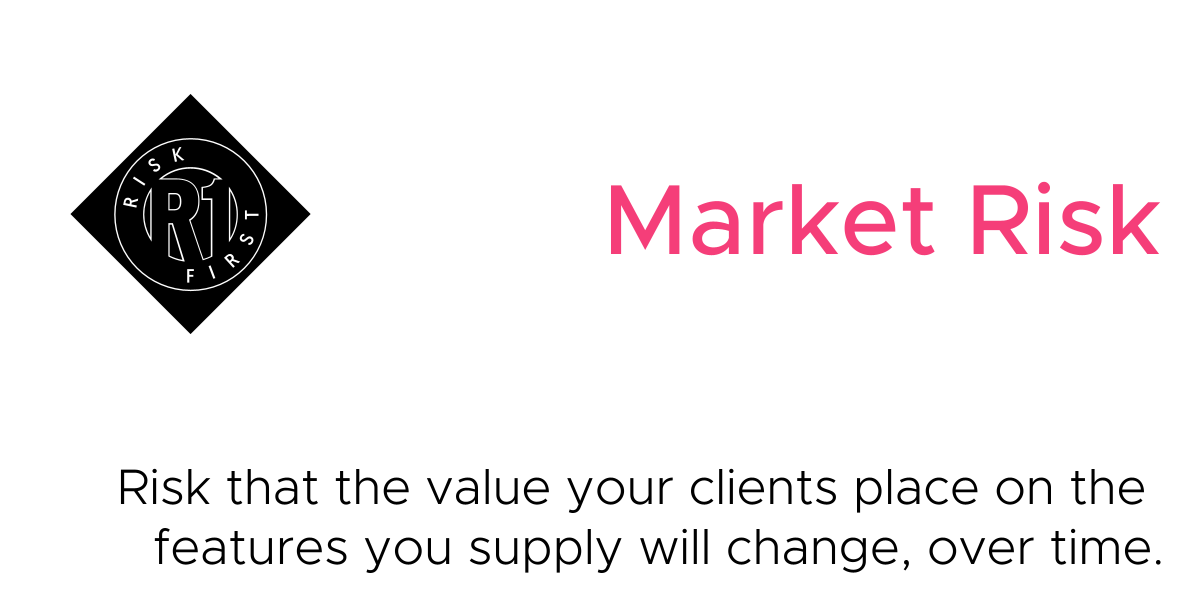 RISK
R1
FIRST
Market Risk
Risk that the value your clients place on the
features you supply will change, over time.